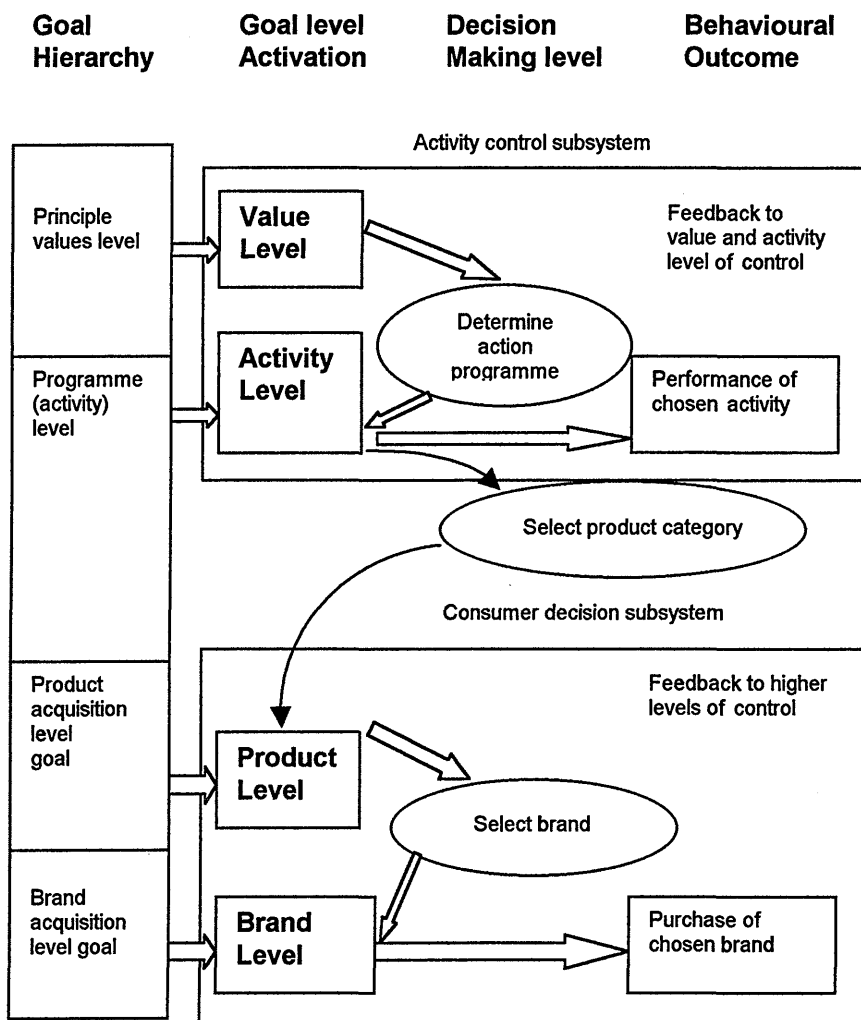 Goal
Hierarchy
Goal level
Activation
Decision
Making level
Behavioural
Outcome
Activity control subsystem
Principle
values level
Value
Level
Feedback to
value and activity
level of control
Determine
action
programme
Programme
(activity)
level
Activity
Level
Performance of
chosen activity
Select product category
Consumer decision subsystem
Product
acquisition
level
goal
Feedback to higher
levels of control
Product
Level
Select brand
Brand
acquisition
level goal
Brand
Level
Purchase of
chosen brand